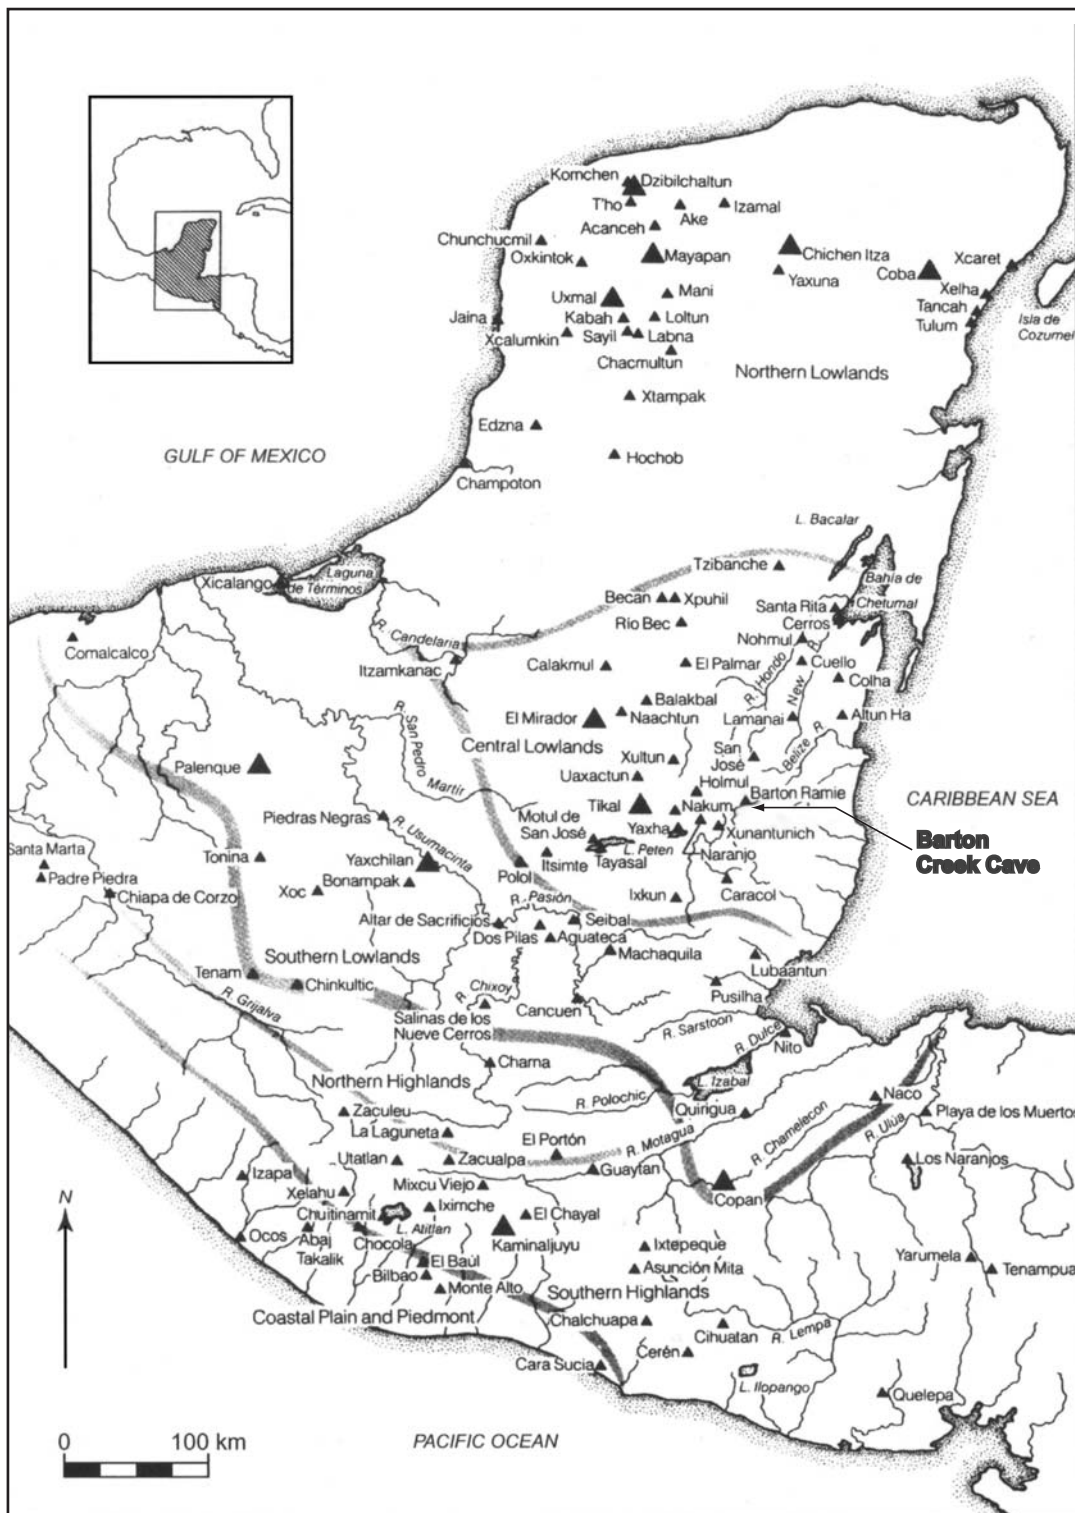 Komchen
Dzibilchaltun
T'ho
Ake
Izamal
Acanceh
Chunchucmil
Oxkintok
Mayapan
Chichen Itza
Yaxuna
Coba
Xcaret
Xelha
Tancah
Tulum
Isla de
Cozumel
Uxmal
Mani
Jaina
Kabah
Loltun
Xcalumkin
Sayil
Labna
Chacmultun
Northern Lowlands
Xtampak
Edzna
GULF OF MEXICO
Hochob
Champoton
L. Bacalar
Tzibanche
Xicalango
Laguna
de Términos
Bahía de
Chetumal
Becan
Xpuhil
Santa Rita
Cerros
Rio Bec
R. Candelaria
Nohmul
Comalcalco
Itzamkanac
Calakmul
El Palmar
R. Hondo
New R.
Cuello
Colha
Balakbal
R. San Pedro
Martír
El Mirador
Naachtun
Lamanai
Altun Ha
Central Lowlands
Xultun
San
José
Belize R
Palenque
Uaxactun
Holmul
Barton Ramie
CARIBBEAN SEA
Tikal
Nakum
Piedras Negras
R. Usumacinta
Motul de
San José
Yaxha
Xunantunich
Barton
Creek Cave
L. Peten
Naranjo
Santa Marta
Tonina
Yaxchilan
Itsimte
Tayasal
Padre Piedra
Polol
Bonampak
Xoc
Chiapa de Corzo
R. Pasión
Ixkun
Caracol
Altar de Sacrificios
Seibal
Dos Pilas
Aguateca
Southern Lowlands
Machaquila
Lubaantun
Tenam
Chinkultic
R. Chixoy
Pusilha
R. Grijalva
Cancuen
Salinas de los
Nueve Cerros
R. Sarstoon
R. Dulce
Nito
Chama
Northern Highlands
L. Izabal
R. Polochic
Quirigua
Naco
Zaculeu
Playa de los Muertos
La Laguneta
R. Chamelecon
R. Ulua
El Portón
R. Motagua
Utatlan
Zacualpa
Guaytan
Los Naranjos
Izapa
Mixcu Viejo
Copan
N
Xelahu
Iximche
Chuitinamit
El Chayal
L. Atitlan
Ocos
Abaj
Takalik
Chocola
Kaminaljuyu
Ixtepeque
El Baúl
Yarumela
Bilbao
Asunción Mita
Tenampua
Monte Alto
Southern Highlands
Coastal Plain and Piedmont
Chalchuapa
Cihuatan
R. Lempa
Cerén
Cara Sucia
L. Ilopango
Quelepa
0 100 km
PACIFIC OCEAN